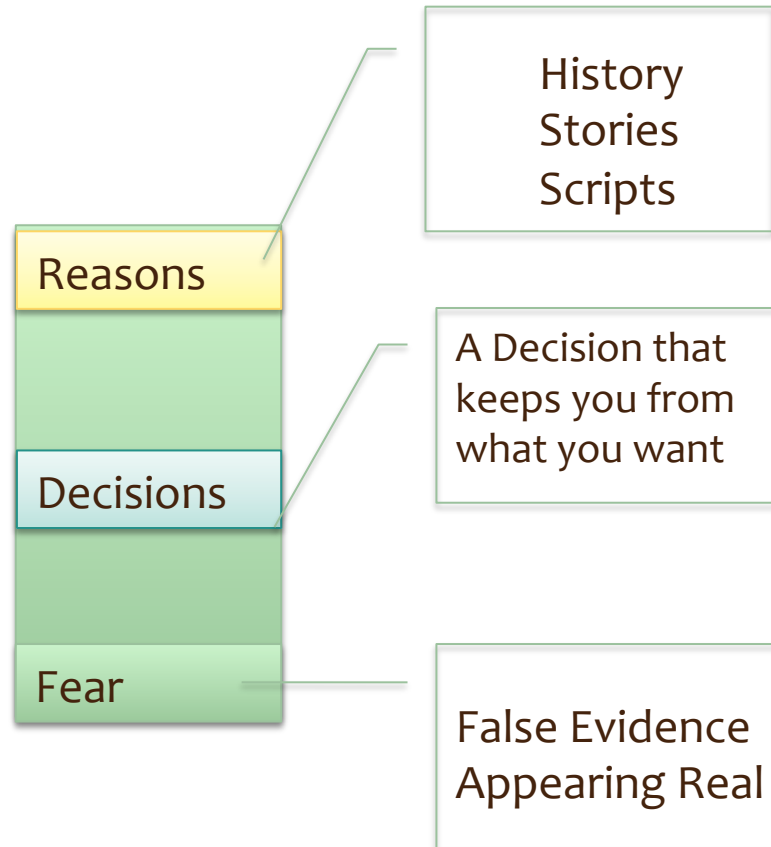 History
Stories
Scripts
Reasons
A Decision that
keeps you from
what you want
Decisions
Fear
False Evidence
Appearing Real